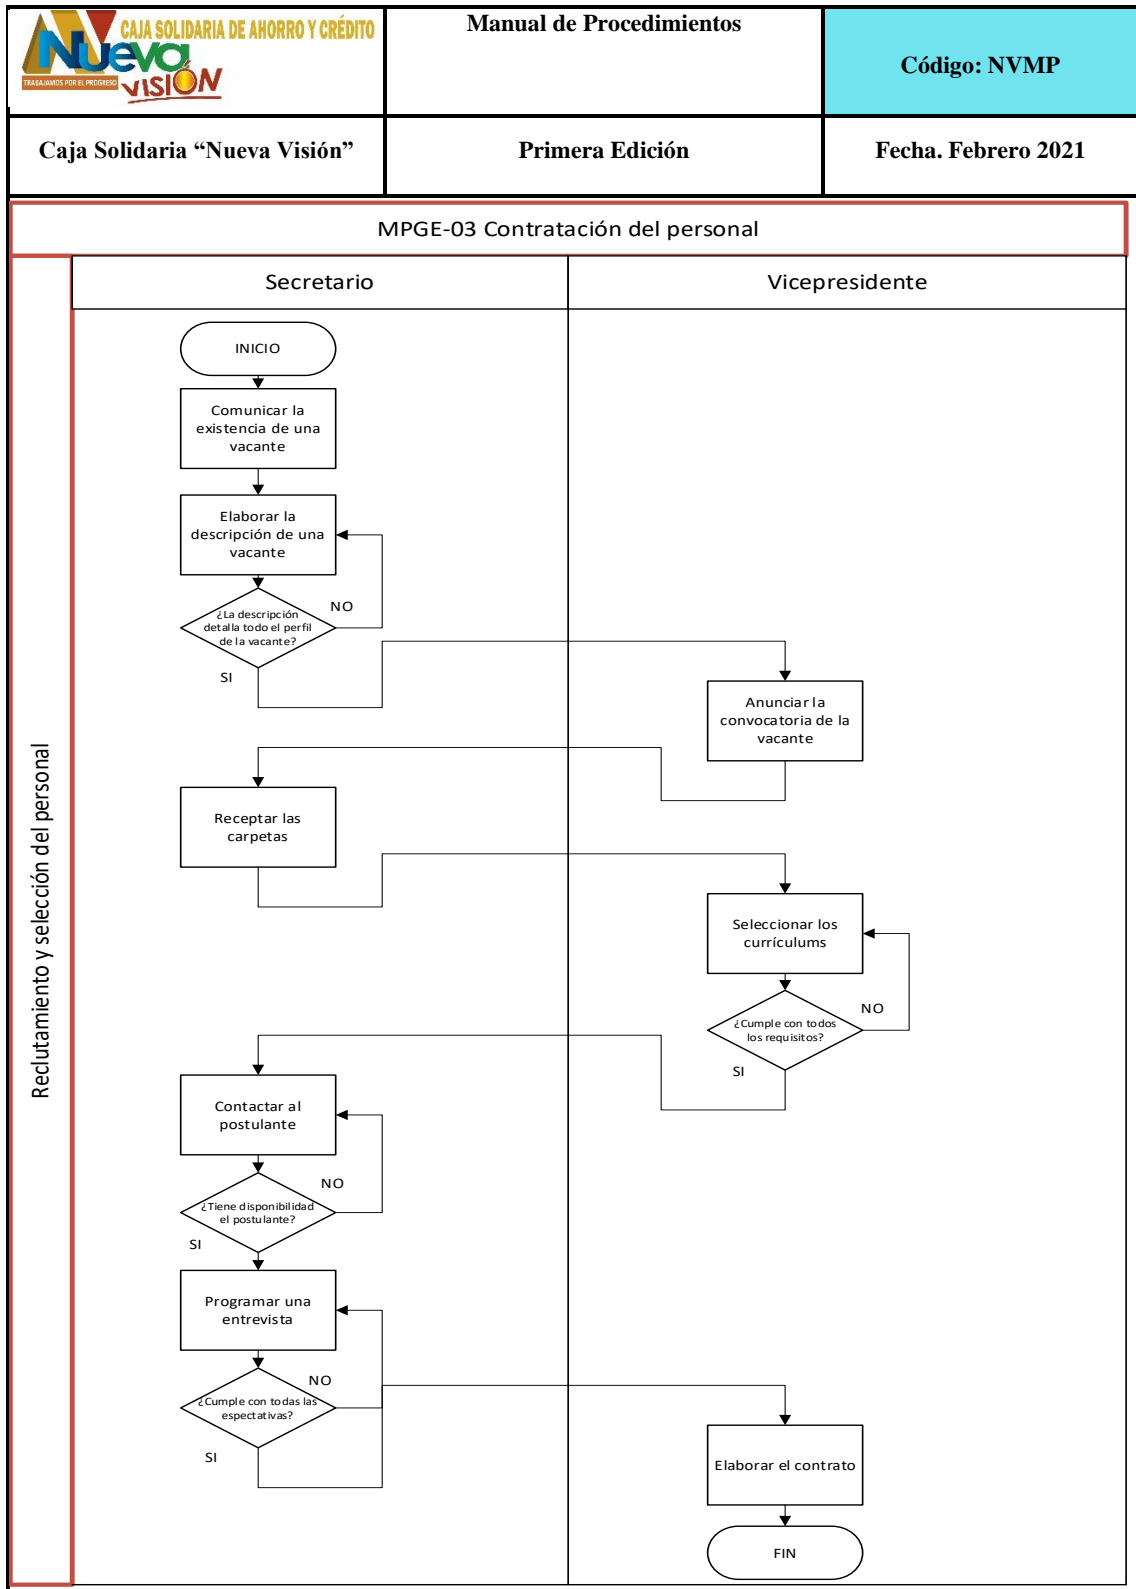 CAJA SOLIDARIA DE AHORRO Y CRÉDITO
Nueva
VISIÓN
TRABAJAMOS POR EL PROGRESO
Manual de Procedimientos
Código: NVMP
Caja Solidaria “Nueva Visión”
Primera Edición
Fecha. Febrero 2021
MPGE-03 Contratación del personal
Reclutamiento y selección del personal
Secretario
Vicepresidente
INICIO
Comunicar la
existencia de una
vacante
Elaborar la
descripción de una
vacante
¿La descripción
detalla todo el perfil
de la vacante?
NO
SI
Anunciar la
convocatoria de la
vacante
Receptar las
carpetas
Seleccionar los
currículums
¿Cumple con todos
los requisitos?
NO
SI
Contactar al
postulante
¿Tiene disponibilidad
el postulante?
NO
SI
Programar una
entrevista
¿Cumple con todas las
espectativas?
NO
SI
Elaborar el contrato
FIN